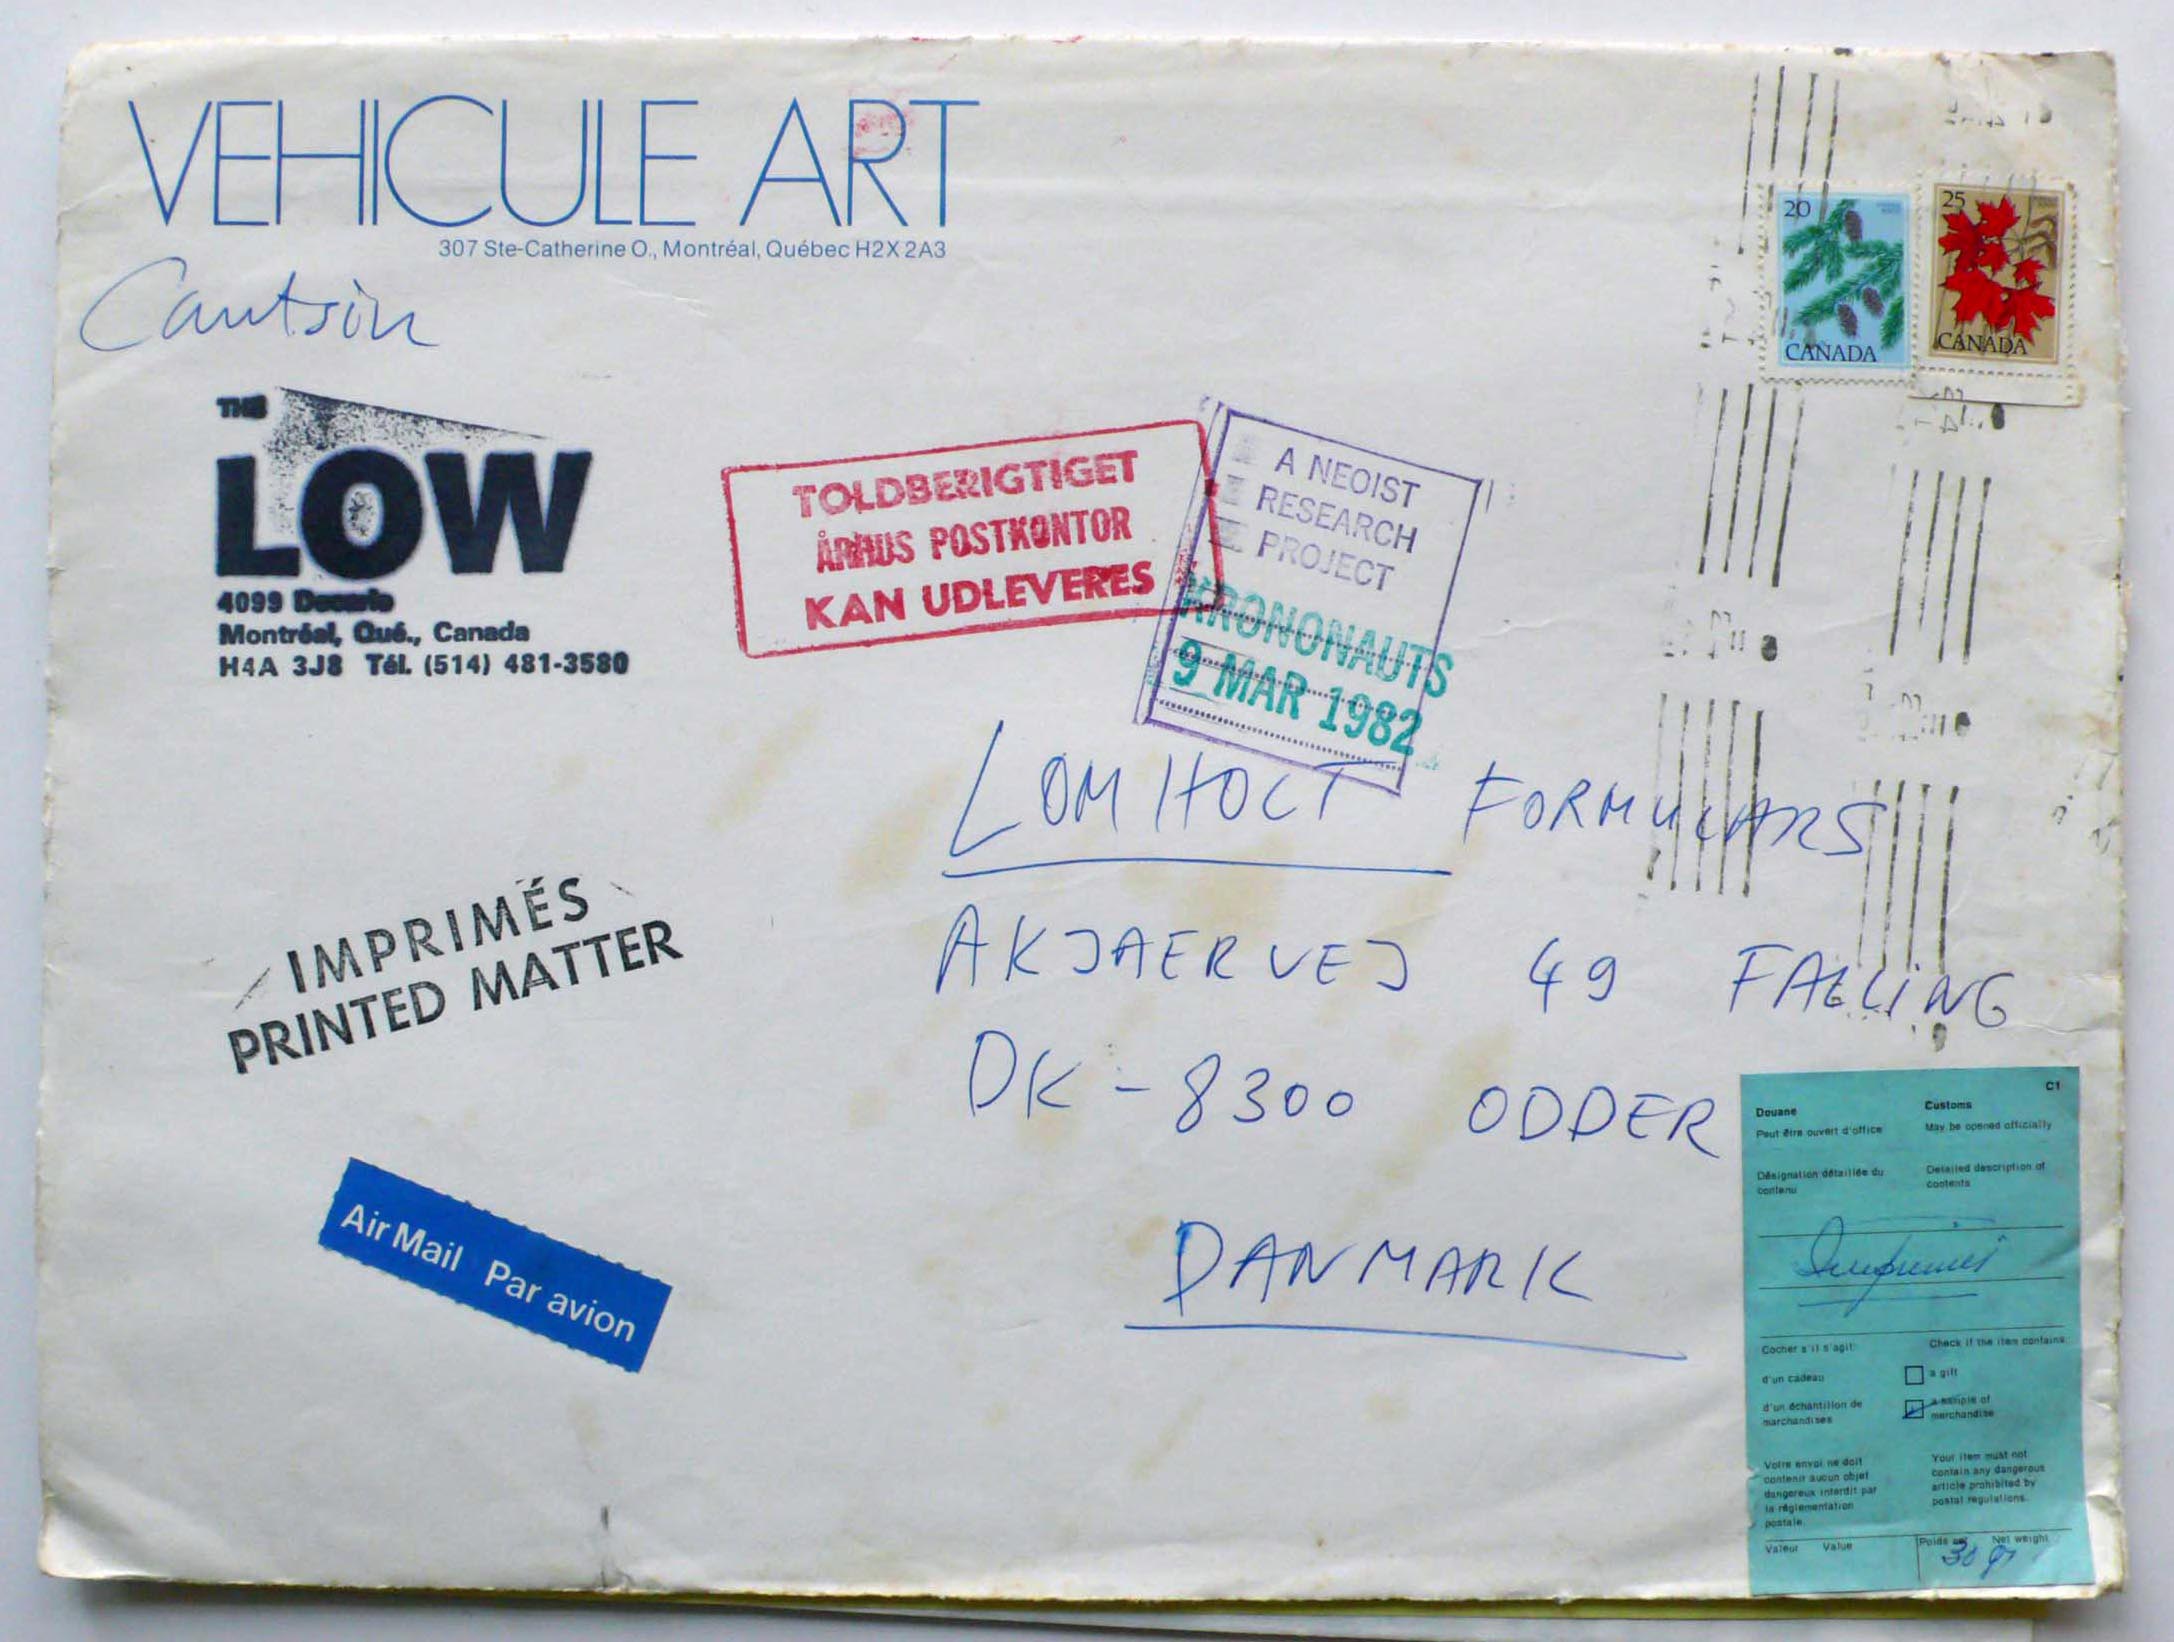 VEHICULE ART
307 Ste-Catherine O., Montréal, Québec H2X 2A3
Cantsin
THE
LOW
4099 Decarie
Montréal, Qué., Canada
H4A 3J8 Tél. (514) 481-3580
TOLDBERIGTIGET
ÅRHUS POSTKONTOR
KAN UDLEVERES
A NEOIST
RESEARCH
PROJECT
KRONONAUTS
9 MAR 1982
20
CANADA
25
CANADA
LOMHOLT FORMULARS
AKJAERVEJ 49 FALLING
DK-8300 ODDER
DANMARK
IMPRIMÉS
PRINTED MATTER
Air Mail Par avion
C1
Douane Customs
Peut être ouvert d'office May be opened officially
Désignation détaillée du Detailed description of
contenu contents
Imprimés
Cocher s'il s'agit: Check if the item contains:
d'un cadeau a gift
d'un échantillon de a sample of
marchandises merchandise
Votre envoi ne doit Your item must not
contenir aucun objet contain any dangerous
dangereux interdit par article prohibited by
la réglementation postal regulations.
postale.
Valeur Value Poids net Net weight
30 gr